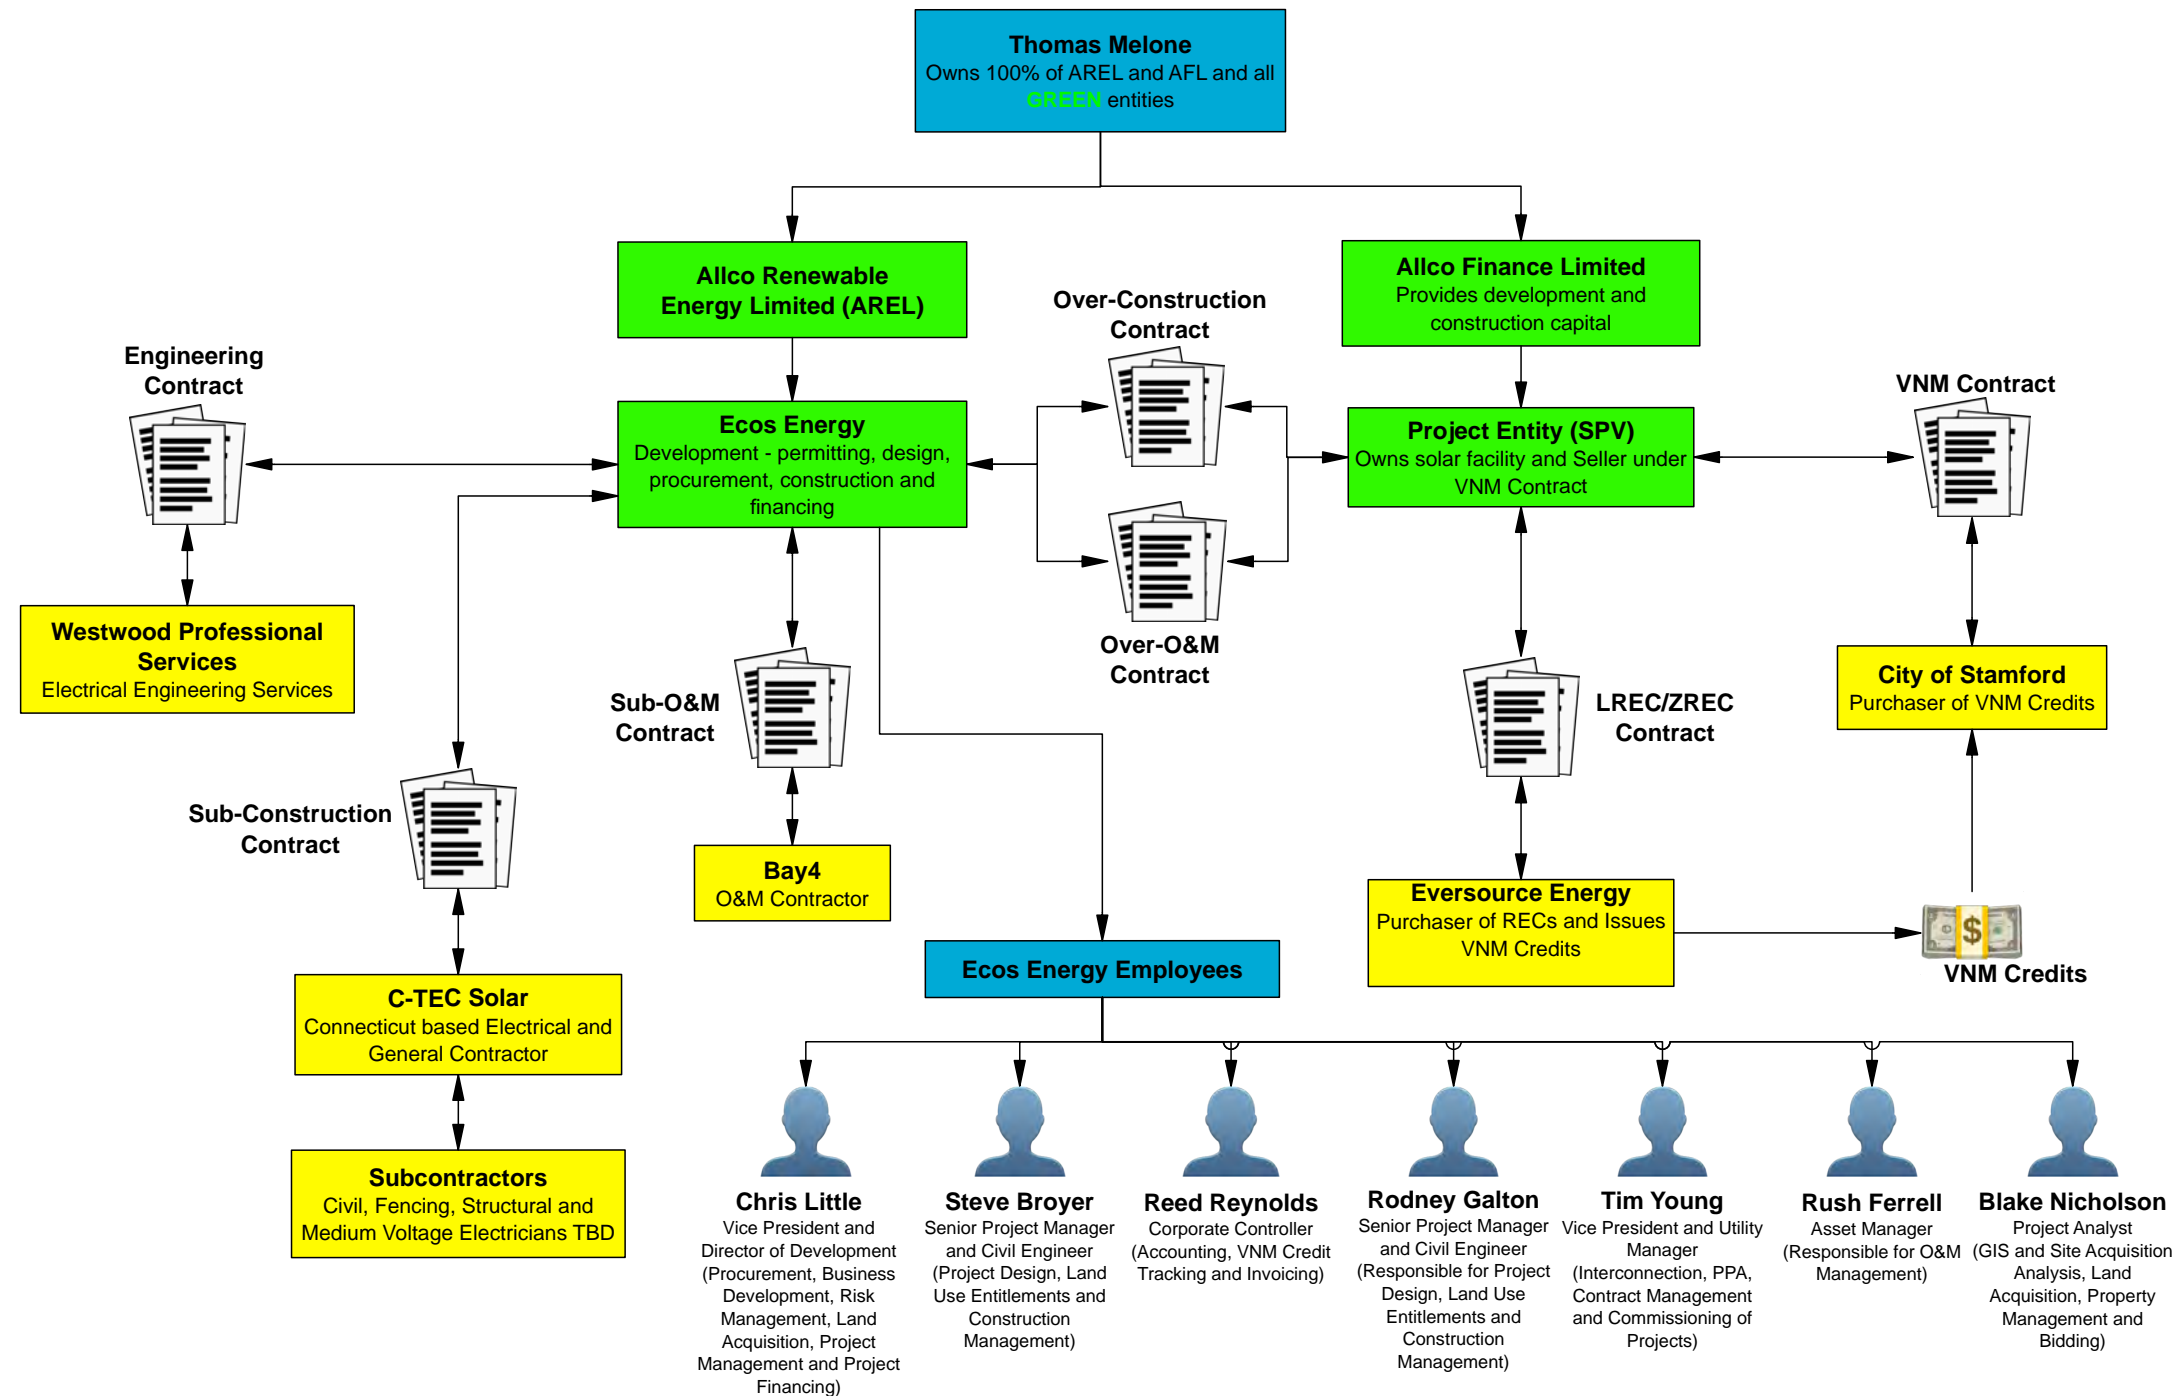 Thomas Melone
Owns 100% of AREL and AFL and all
GREEN entities
Allco Renewable
Energy Limited (AREL)
Allco Finance Limited
Provides development and
construction capital
Over-Construction
Contract
Engineering
Contract
VNM Contract
Ecos Energy
Development - permitting, design,
procurement, construction and
financing
Project Entity (SPV)
Owns solar facility and Seller under
VNM Contract
Westwood Professional
Services
Electrical Engineering Services
Over-O&M
Contract
City of Stamford
Purchaser of VNM Credits
Sub-O&M
Contract
LREC/ZREC
Contract
Sub-Construction
Contract
Bay4
O&M Contractor
Eversource Energy
Purchaser of RECs and Issues
VNM Credits
$
VNM Credits
Ecos Energy Employees
C-TEC Solar
Connecticut based Electrical and
General Contractor
Subcontractors
Civil, Fencing, Structural and
Medium Voltage Electricians TBD
Chris Little
Vice President and
Director of Development
(Procurement, Business
Development, Risk
Management, Land
Acquisition, Project
Management and Project
Financing)
Steve Broyer
Senior Project Manager
and Civil Engineer
(Project Design, Land
Use Entitlements and
Construction
Management)
Reed Reynolds
Corporate Controller
(Accounting, VNM Credit
Tracking and Invoicing)
Rodney Galton
Senior Project Manager
and Civil Engineer
(Responsible for Project
Design, Land Use
Entitlements and
Construction
Management)
Tim Young
Vice President and Utility
Manager
(Interconnection, PPA,
Contract Management
and Commissioning of
Projects)
Rush Ferrell
Asset Manager
(Responsible for O&M
Management)
Blake Nicholson
Project Analyst
(GIS and Site Acquisition
Analysis, Land
Acquisition, Property
Management and
Bidding)